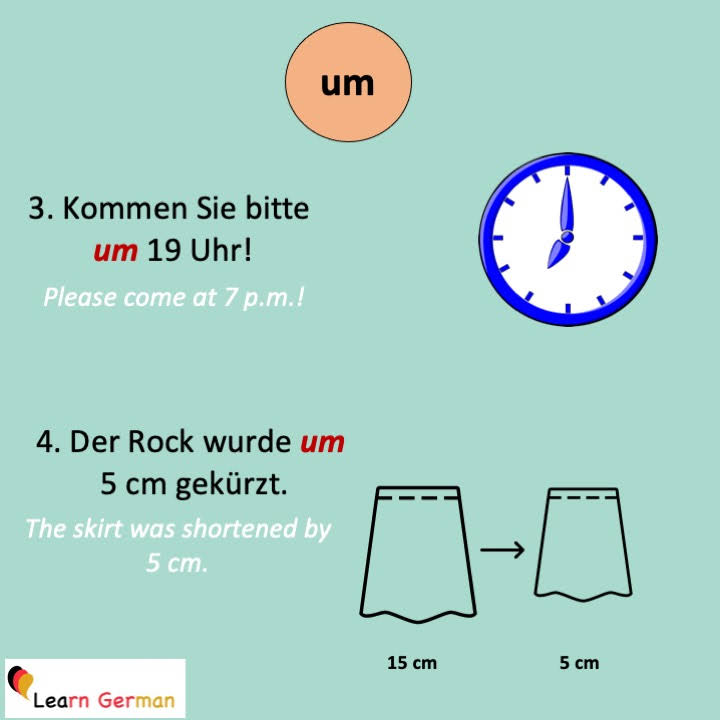 um
3. Kommen Sie bitte
um 19 Uhr!
Please come at 7 p.m.!
4. Der Rock wurde um
5 cm gekürzt.
The skirt was shortened by
5 cm.
15 cm
5 cm
Learn German